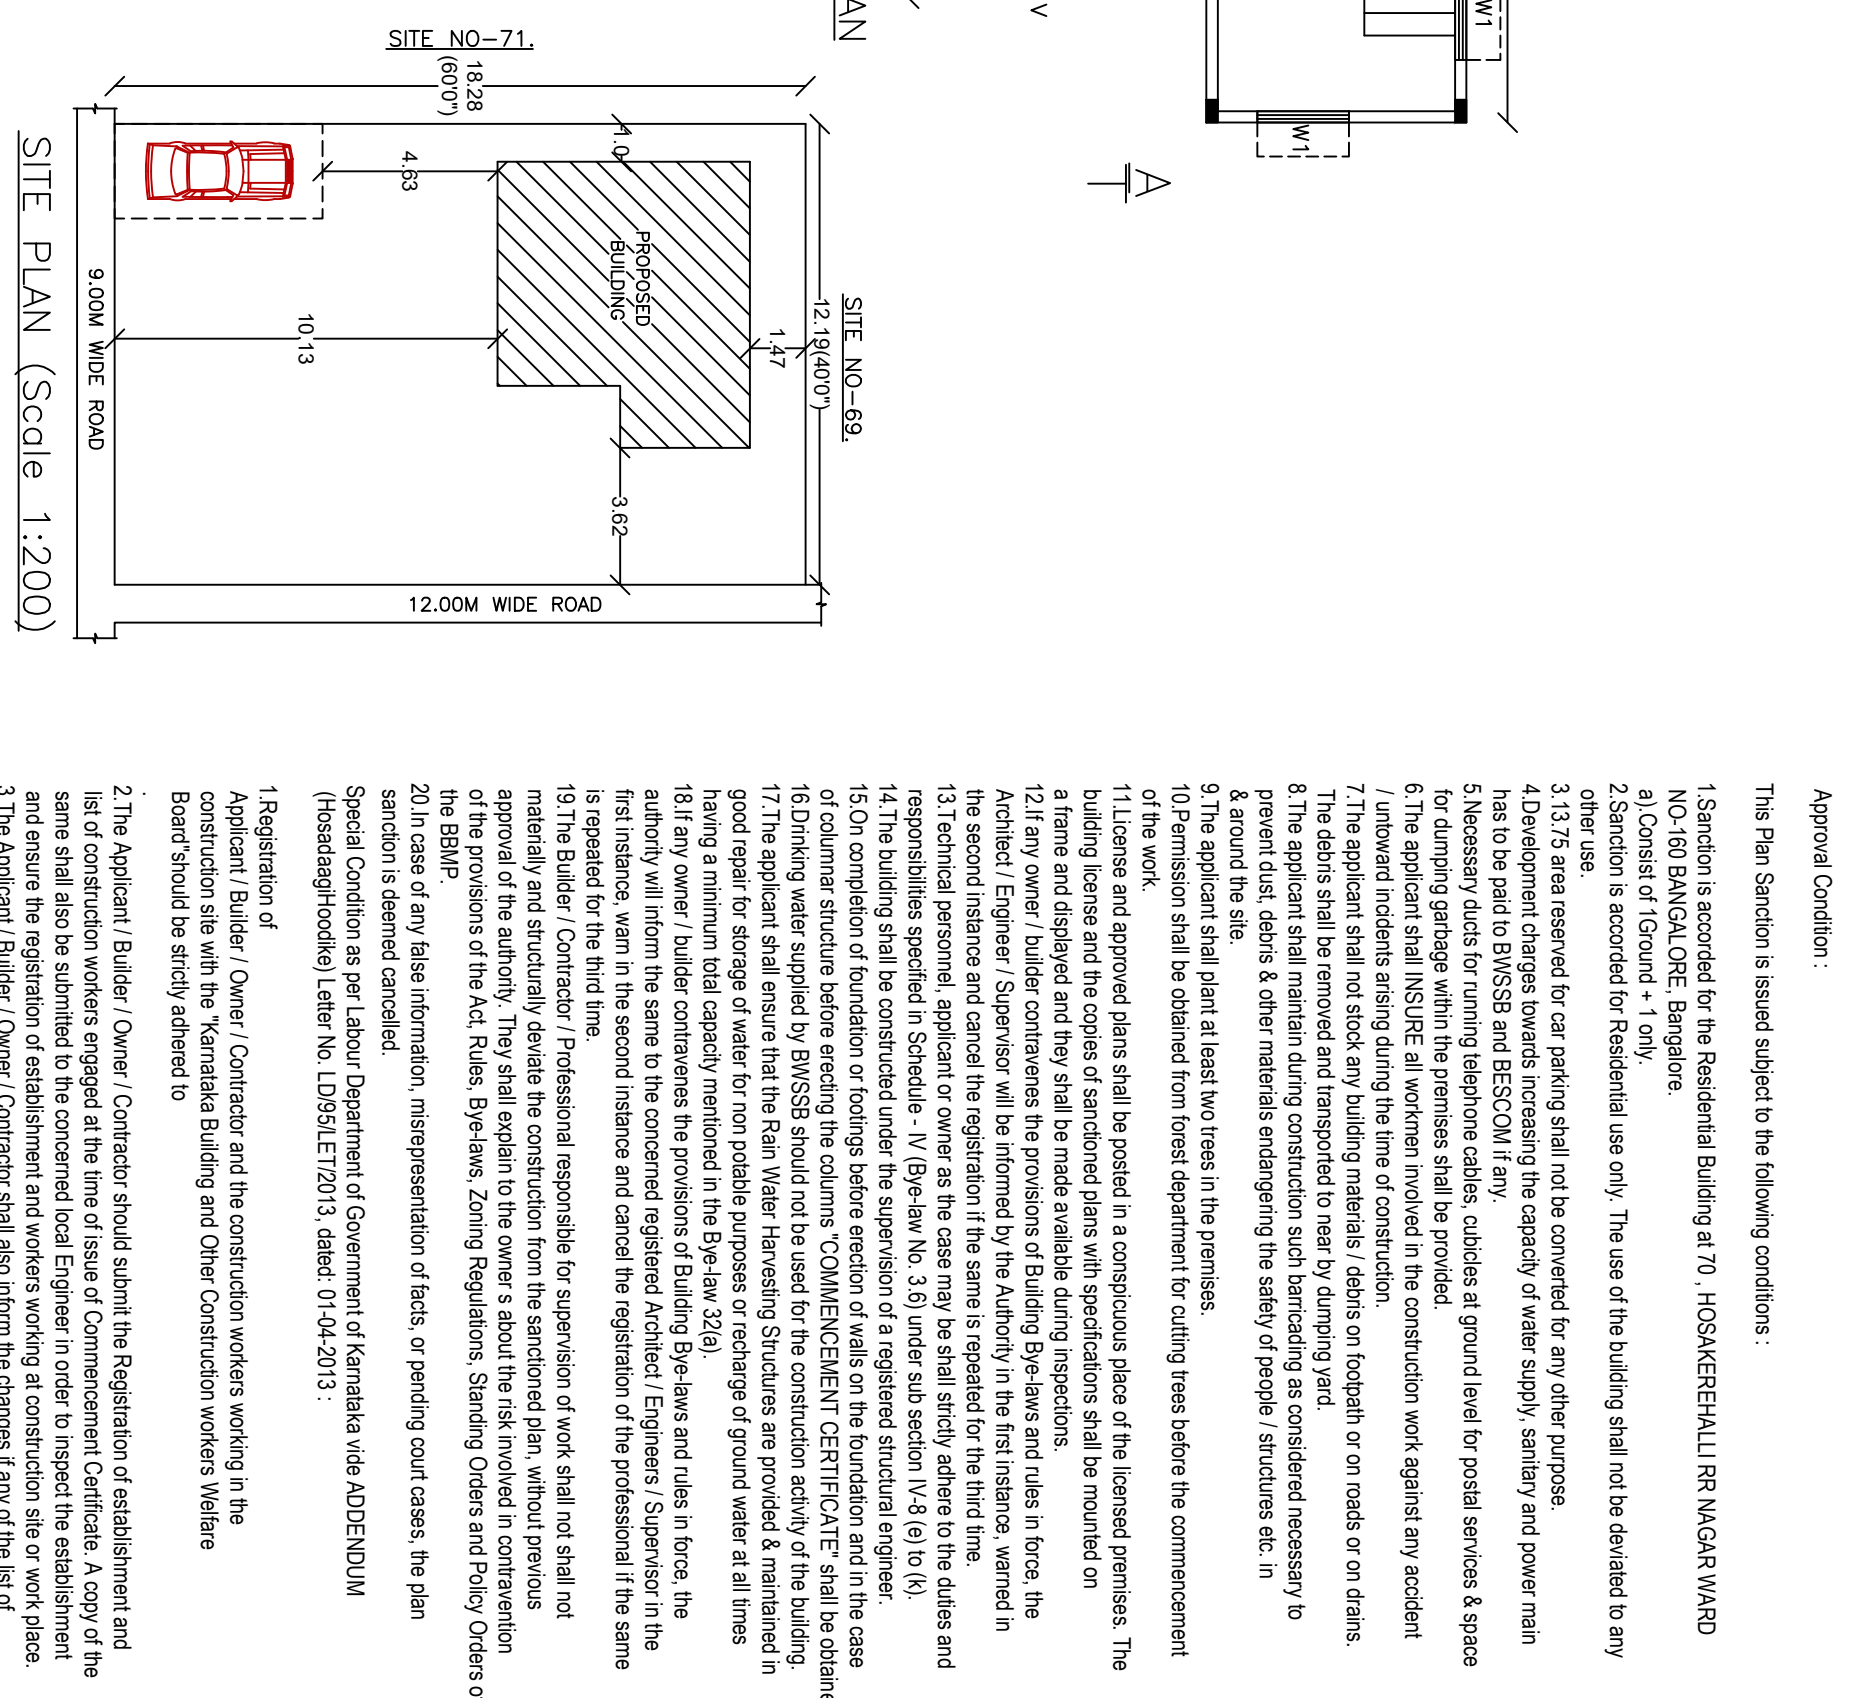 AN
V
W1
W1
A
SITE NO-71.
18.28
(60'0")
1.0
4.63
PROPOSED
BUILDING
SITE NO-69.
12.19(40'0")
1.47
10.13
3.62
9.00M WIDE ROAD
12.00M WIDE ROAD
SITE PLAN (Scale 1:200)
Approval Condition :
This Plan Sanction is issued subject to the following conditions :
1.Sanction is accorded for the Residential Building at 70 , HOSAKEREHALLI RR NAGAR WARD
NO-160 BANGALORE, Bangalore.
a).Consist of 1Ground + 1 only.
2.Sanction is accorded for Residential use only. The use of the building shall not be deviated to any
other use.
3.13.75 area reserved for car parking shall not be converted for any other purpose.
4.Development charges towards increasing the capacity of water supply, sanitary and power main
has to be paid to BWSSB and BESCOM if any.
5.Necessary ducts for running telephone cables, cubicles at ground level for postal services & space
for dumping garbage within the premises shall be provided.
6.The applicant shall INSURE all workmen involved in the construction work against any accident
/ untoward incidents arising during the time of construction.
7.The applicant shall not stock any building materials / debris on footpath or on roads or on drains.
The debris shall be removed and transported to near by dumping yard.
8.The applicant shall maintain during construction such barricading as considered necessary to
prevent dust, debris & other materials endangering the safety of people / structures etc. in
& around the site.
9.The applicant shall plant at least two trees in the premises.
10.Permission shall be obtained from forest department for cutting trees before the commencement
of the work.
11.License and approved plans shall be posted in a conspicuous place of the licensed premises. The
building license and the copies of sanctioned plans with specifications shall be mounted on
a frame and displayed and they shall be made available during inspections.
12.If any owner / builder contravenes the provisions of Building Bye-laws and rules in force, the
Architect / Engineer / Supervisor will be informed by the Authority in the first instance, warned in
the second instance and cancel the registration if the same is repeated for the third time.
13.Technical personnel, applicant or owner as the case may be shall strictly adhere to the duties and
responsibilities specified in Schedule - IV (Bye-law No. 3.6) under sub section IV-8 (e) to (k).
14.The building shall be constructed under the supervision of a registered structural engineer.
15.On completion of foundation or footings before erection of walls on the foundation and in the case
of columnar structure before erecting the columns "COMMENCEMENT CERTIFICATE" shall be obtaine
16.Drinking water supplied by BWSSB should not be used for the construction activity of the building.
17.The applicant shall ensure that the Rain Water Harvesting Structures are provided & maintained in
good repair for storage of water for non potable purposes or recharge of ground water at all times
having a minimum total capacity mentioned in the Bye-law 32(a).
18.If any owner / builder contravenes the provisions of Building Bye-laws and rules in force, the
authority will inform the same to the concerned registered Architect / Engineers / Supervisor in the
first instance, warn in the second instance and cancel the registration of the professional if the same
is repeated for the third time.
19.The Builder / Contractor / Professional responsible for supervision of work shall not shall not
materially and structurally deviate the construction from the sanctioned plan, without previous
approval of the authority. They shall explain to the owner s about the risk involved in contravention
of the provisions of the Act, Rules, Bye-laws, Zoning Regulations, Standing Orders and Policy Orders of
the BBMP.
20.In case of any false information, misrepresentation of facts, or pending court cases, the plan
sanction is deemed cancelled.
Special Condition as per Labour Department of Government of Karnataka vide ADDENDUM
(HosadaagiHoodike) Letter No. LD/95/LET/2013, dated: 01-04-2013 :
1.Registration of
Applicant / Builder / Owner / Contractor and the construction workers working in the
construction site with the "Karnataka Building and Other Construction workers Welfare
Board"should be strictly adhered to
.
2.The Applicant / Builder / Owner / Contractor should submit the Registration of establishment and
list of construction workers engaged at the time of issue of Commencement Certificate. A copy of the
same shall also be submitted to the concerned local Engineer in order to inspect the establishment
and ensure the registration of establishment and workers working at construction site or work place.
3.The Applicant / Builder / Owner / Contractor shall also inform the changes if any of the list of